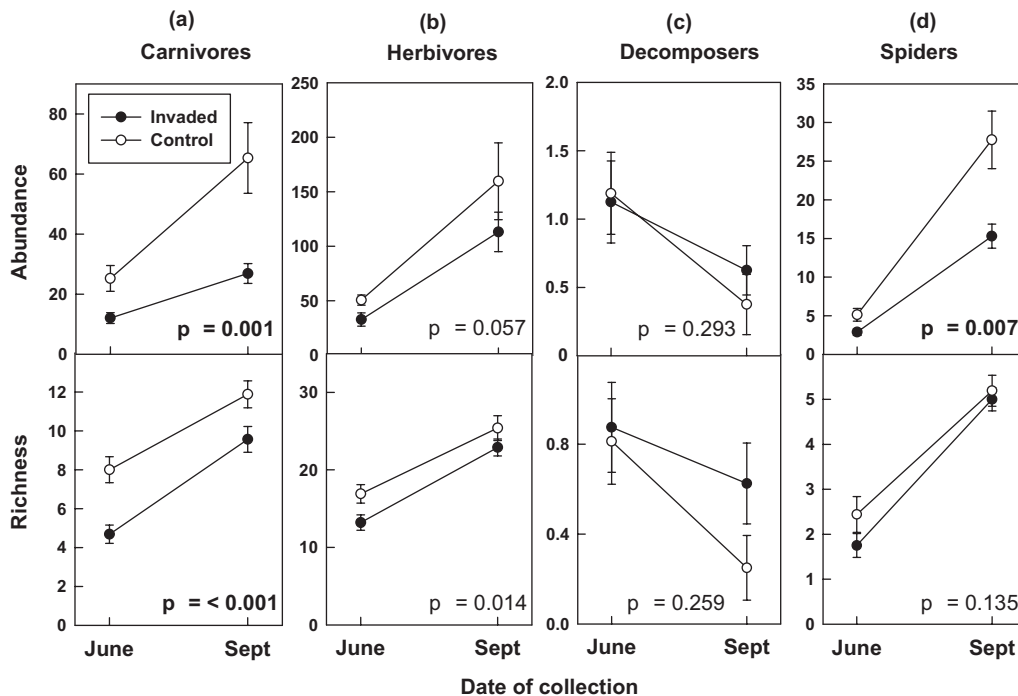 (a)
Carnivores
(b)
Herbivores
(c)
Decomposers
(d)
Spiders
Abundance
80
60
40
20
0
Invaded
Control
p = 0.001
250
200
150
100
50
0
p = 0.057
2.0
1.5
1.0
0.5
0
p = 0.293
35
30
25
20
15
10
5
0
p = 0.007
Richness
12
10
8
6
4
2
0
p = < 0.001
30
20
10
0
p = 0.014
0.8
0.4
0.0
p = 0.259
5
4
3
2
1
0
p = 0.135
June Sept
June Sept
June Sept
June Sept
Date of collection